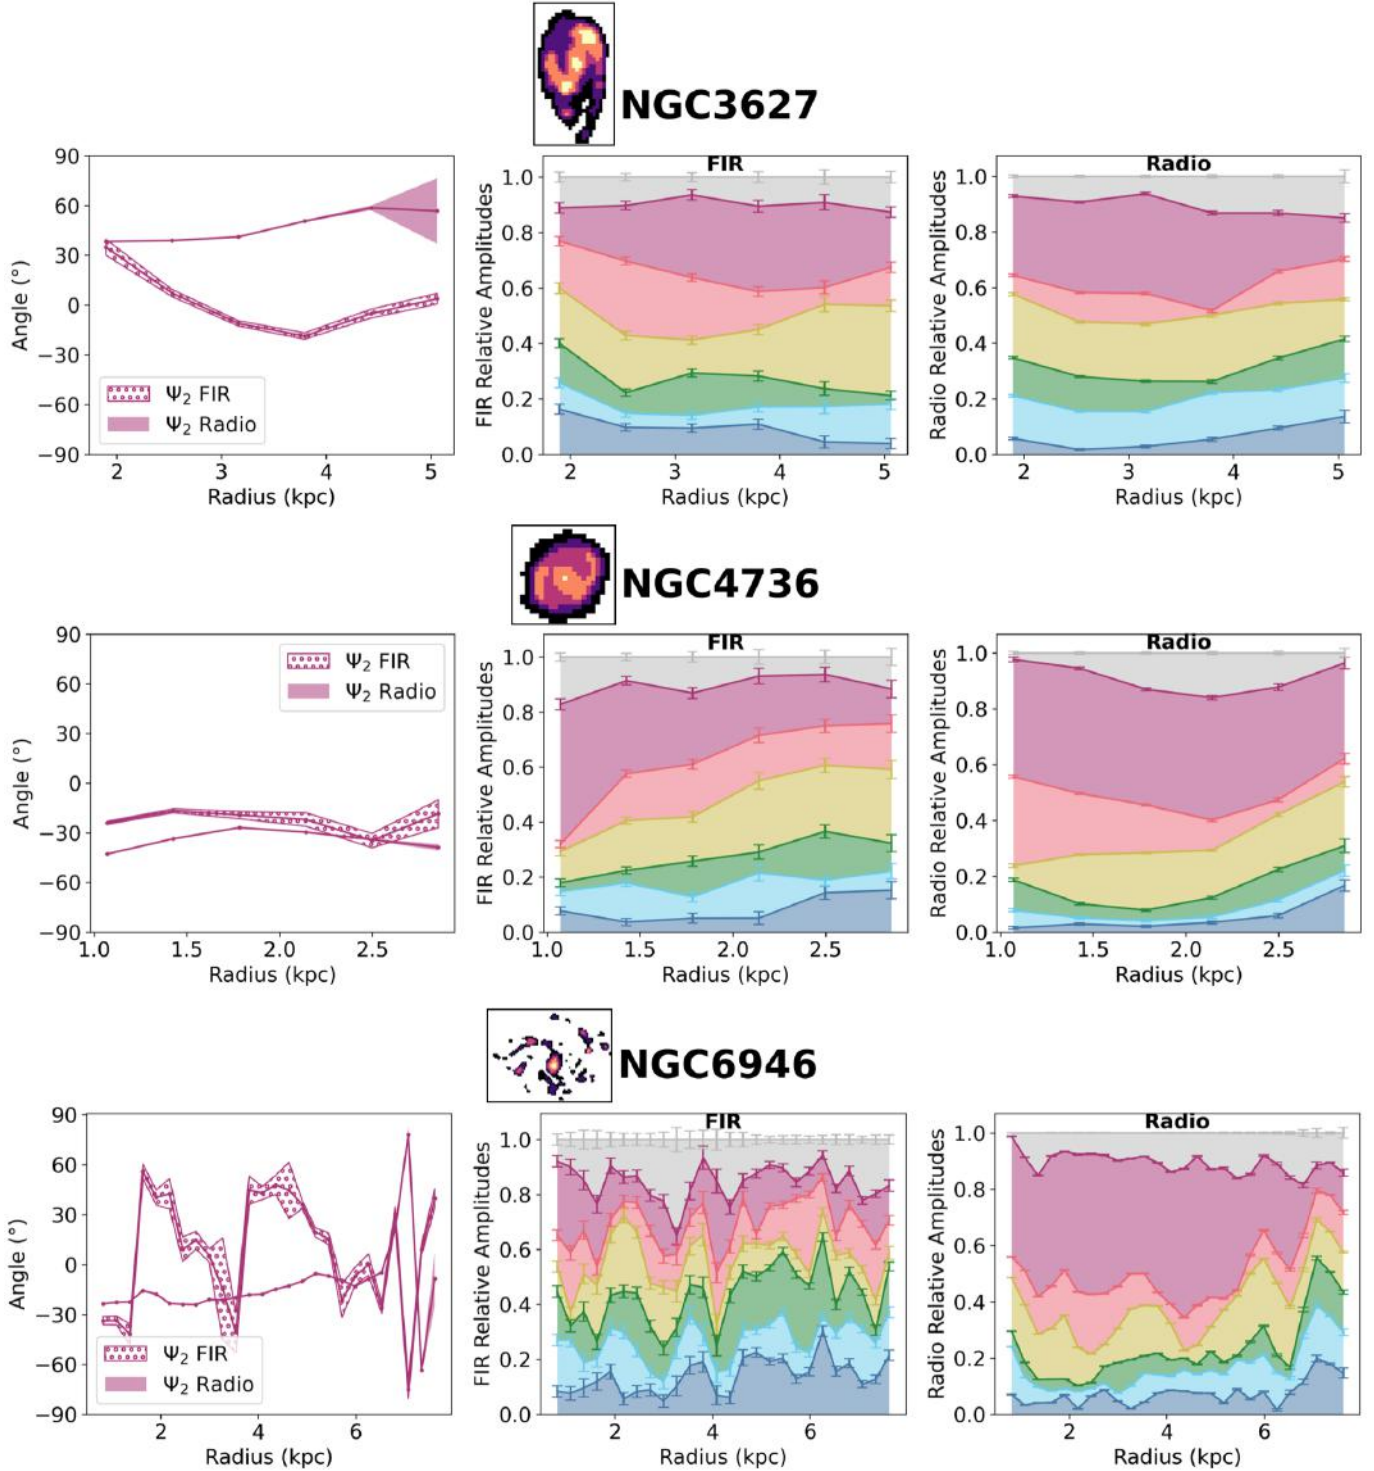 NGC3627
FIR
Radio
90
60
30
0
−30
−60
−90
Angle (°)
Ψ2 FIR
Ψ2 Radio
2
3
4
5
Radius (kpc)
1.0
0.8
0.6
0.4
0.2
0.0
FIR Relative Amplitudes
2
3
4
5
Radius (kpc)
1.0
0.8
0.6
0.4
0.2
0.0
Radio Relative Amplitudes
2
3
4
5
Radius (kpc)
NGC4736
FIR
Radio
90
60
30
0
−30
−60
−90
Angle (°)
Ψ2 FIR
Ψ2 Radio
1.0
1.5
2.0
2.5
Radius (kpc)
1.0
0.8
0.6
0.4
0.2
0.0
FIR Relative Amplitudes
1.0
1.5
2.0
2.5
Radius (kpc)
1.0
0.8
0.6
0.4
0.2
0.0
Radio Relative Amplitudes
1.0
1.5
2.0
2.5
Radius (kpc)
NGC6946
FIR
Radio
90
60
30
0
−30
−60
−90
Angle (°)
Ψ2 FIR
Ψ2 Radio
2
4
6
Radius (kpc)
1.0
0.8
0.6
0.4
0.2
0.0
FIR Relative Amplitudes
2
4
6
Radius (kpc)
1.0
0.8
0.6
0.4
0.2
0.0
Radio Relative Amplitudes
2
4
6
Radius (kpc)